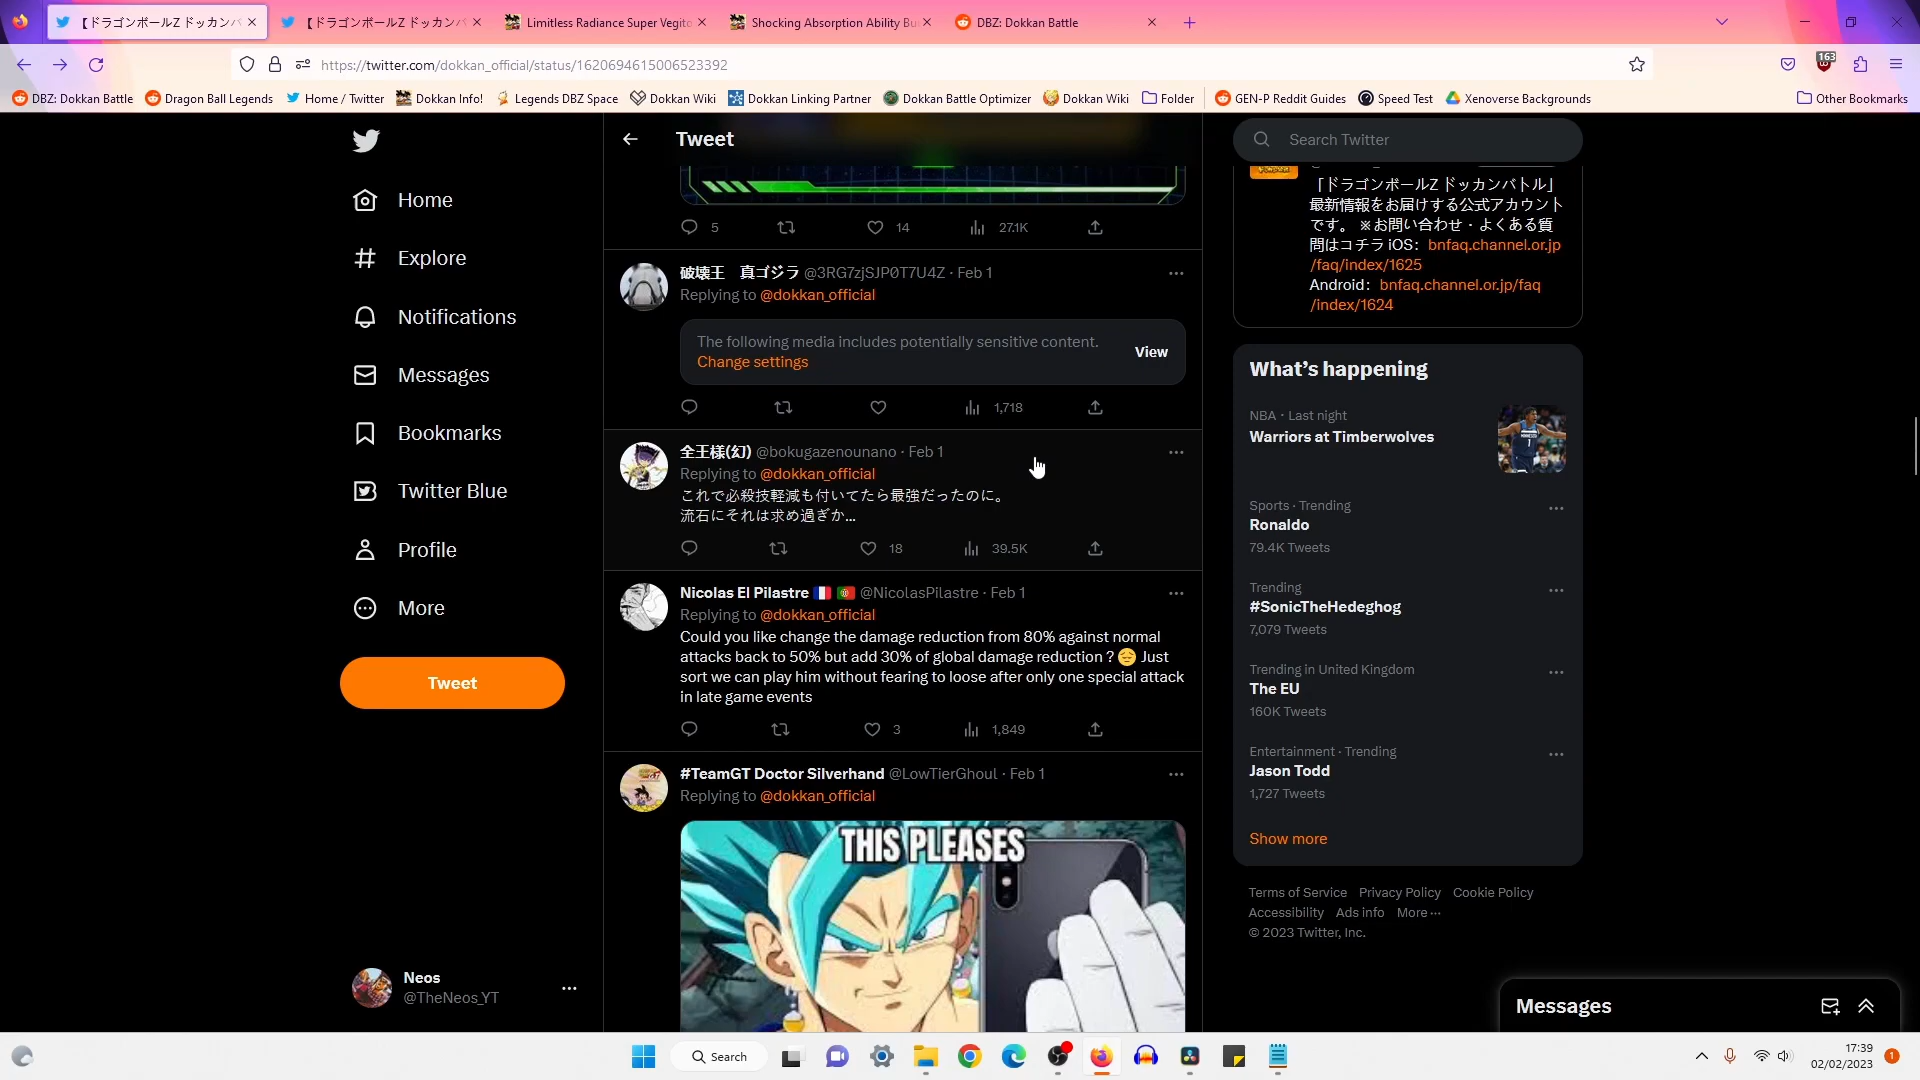 【ドラゴンボールZ ドッカンバ
【ドラゴンボールZ ドッカンバ
Limitless Radiance Super Vegito
Shocking Absorption Ability Bu
DBZ: Dokkan Battle
https://twitter.com/dokkan_official/status/1620694615006523392
163
DBZ: Dokkan Battle
Dragon Ball Legends
Home / Twitter
Dokkan Info!
Legends DBZ Space
Dokkan Wiki
Dokkan Linking Partner
Dokkan Battle Optimizer
Dokkan Wiki
Folder
GEN-P Reddit Guides
Speed Test
Xenoverse Backgrounds
Other Bookmarks
Home
Explore
Notifications
Messages
Bookmarks
Twitter Blue
Profile
More
Tweet
Neos
@TheNeos_YT
Tweet
5 14 27.1K
破壊王 真ゴジラ @3RG7zjSJP0T7U4Z · Feb 1
Replying to @dokkan_official
The following media includes potentially sensitive content.
Change settings
View
1,718
全王様(幻) @bokugazenounano · Feb 1
Replying to @dokkan_official
これで必殺技軽減も付いてたら最強だったのに。
流石にそれは求め過ぎか...
18 39.5K
Nicolas El Pilastre 🇫🇷 🇵🇹 @NicolasPilastre · Feb 1
Replying to @dokkan_official
Could you like change the damage reduction from 80% against normal
attacks back to 50% but add 30% of global damage reduction ? 😔 Just
sort we can play him without fearing to loose after only one special attack
in late game events
3 1,849
#TeamGT Doctor Silverhand @LowTierGhoul · Feb 1
Replying to @dokkan_official
THIS PLEASES
Search Twitter
「ドラゴンボールZ ドッカンバトル」
最新情報をお届けする公式アカウント
です。 ※お問い合わせ・よくある質
問はコチラ iOS： bnfaq.channel.or.jp
/faq/index/1625
Android： bnfaq.channel.or.jp/faq
/index/1624
What's happening
NBA · Last night
Warriors at Timberwolves
Sports · Trending
Ronaldo
79.4K Tweets
Trending
#SonicTheHedeghog
7,079 Tweets
Trending in United Kingdom
The EU
160K Tweets
Entertainment · Trending
Jason Todd
1,727 Tweets
Show more
Terms of Service Privacy Policy Cookie Policy
Accessibility Ads info More ···
© 2023 Twitter, Inc.
Messages
Search
17:39
02/02/2023
1